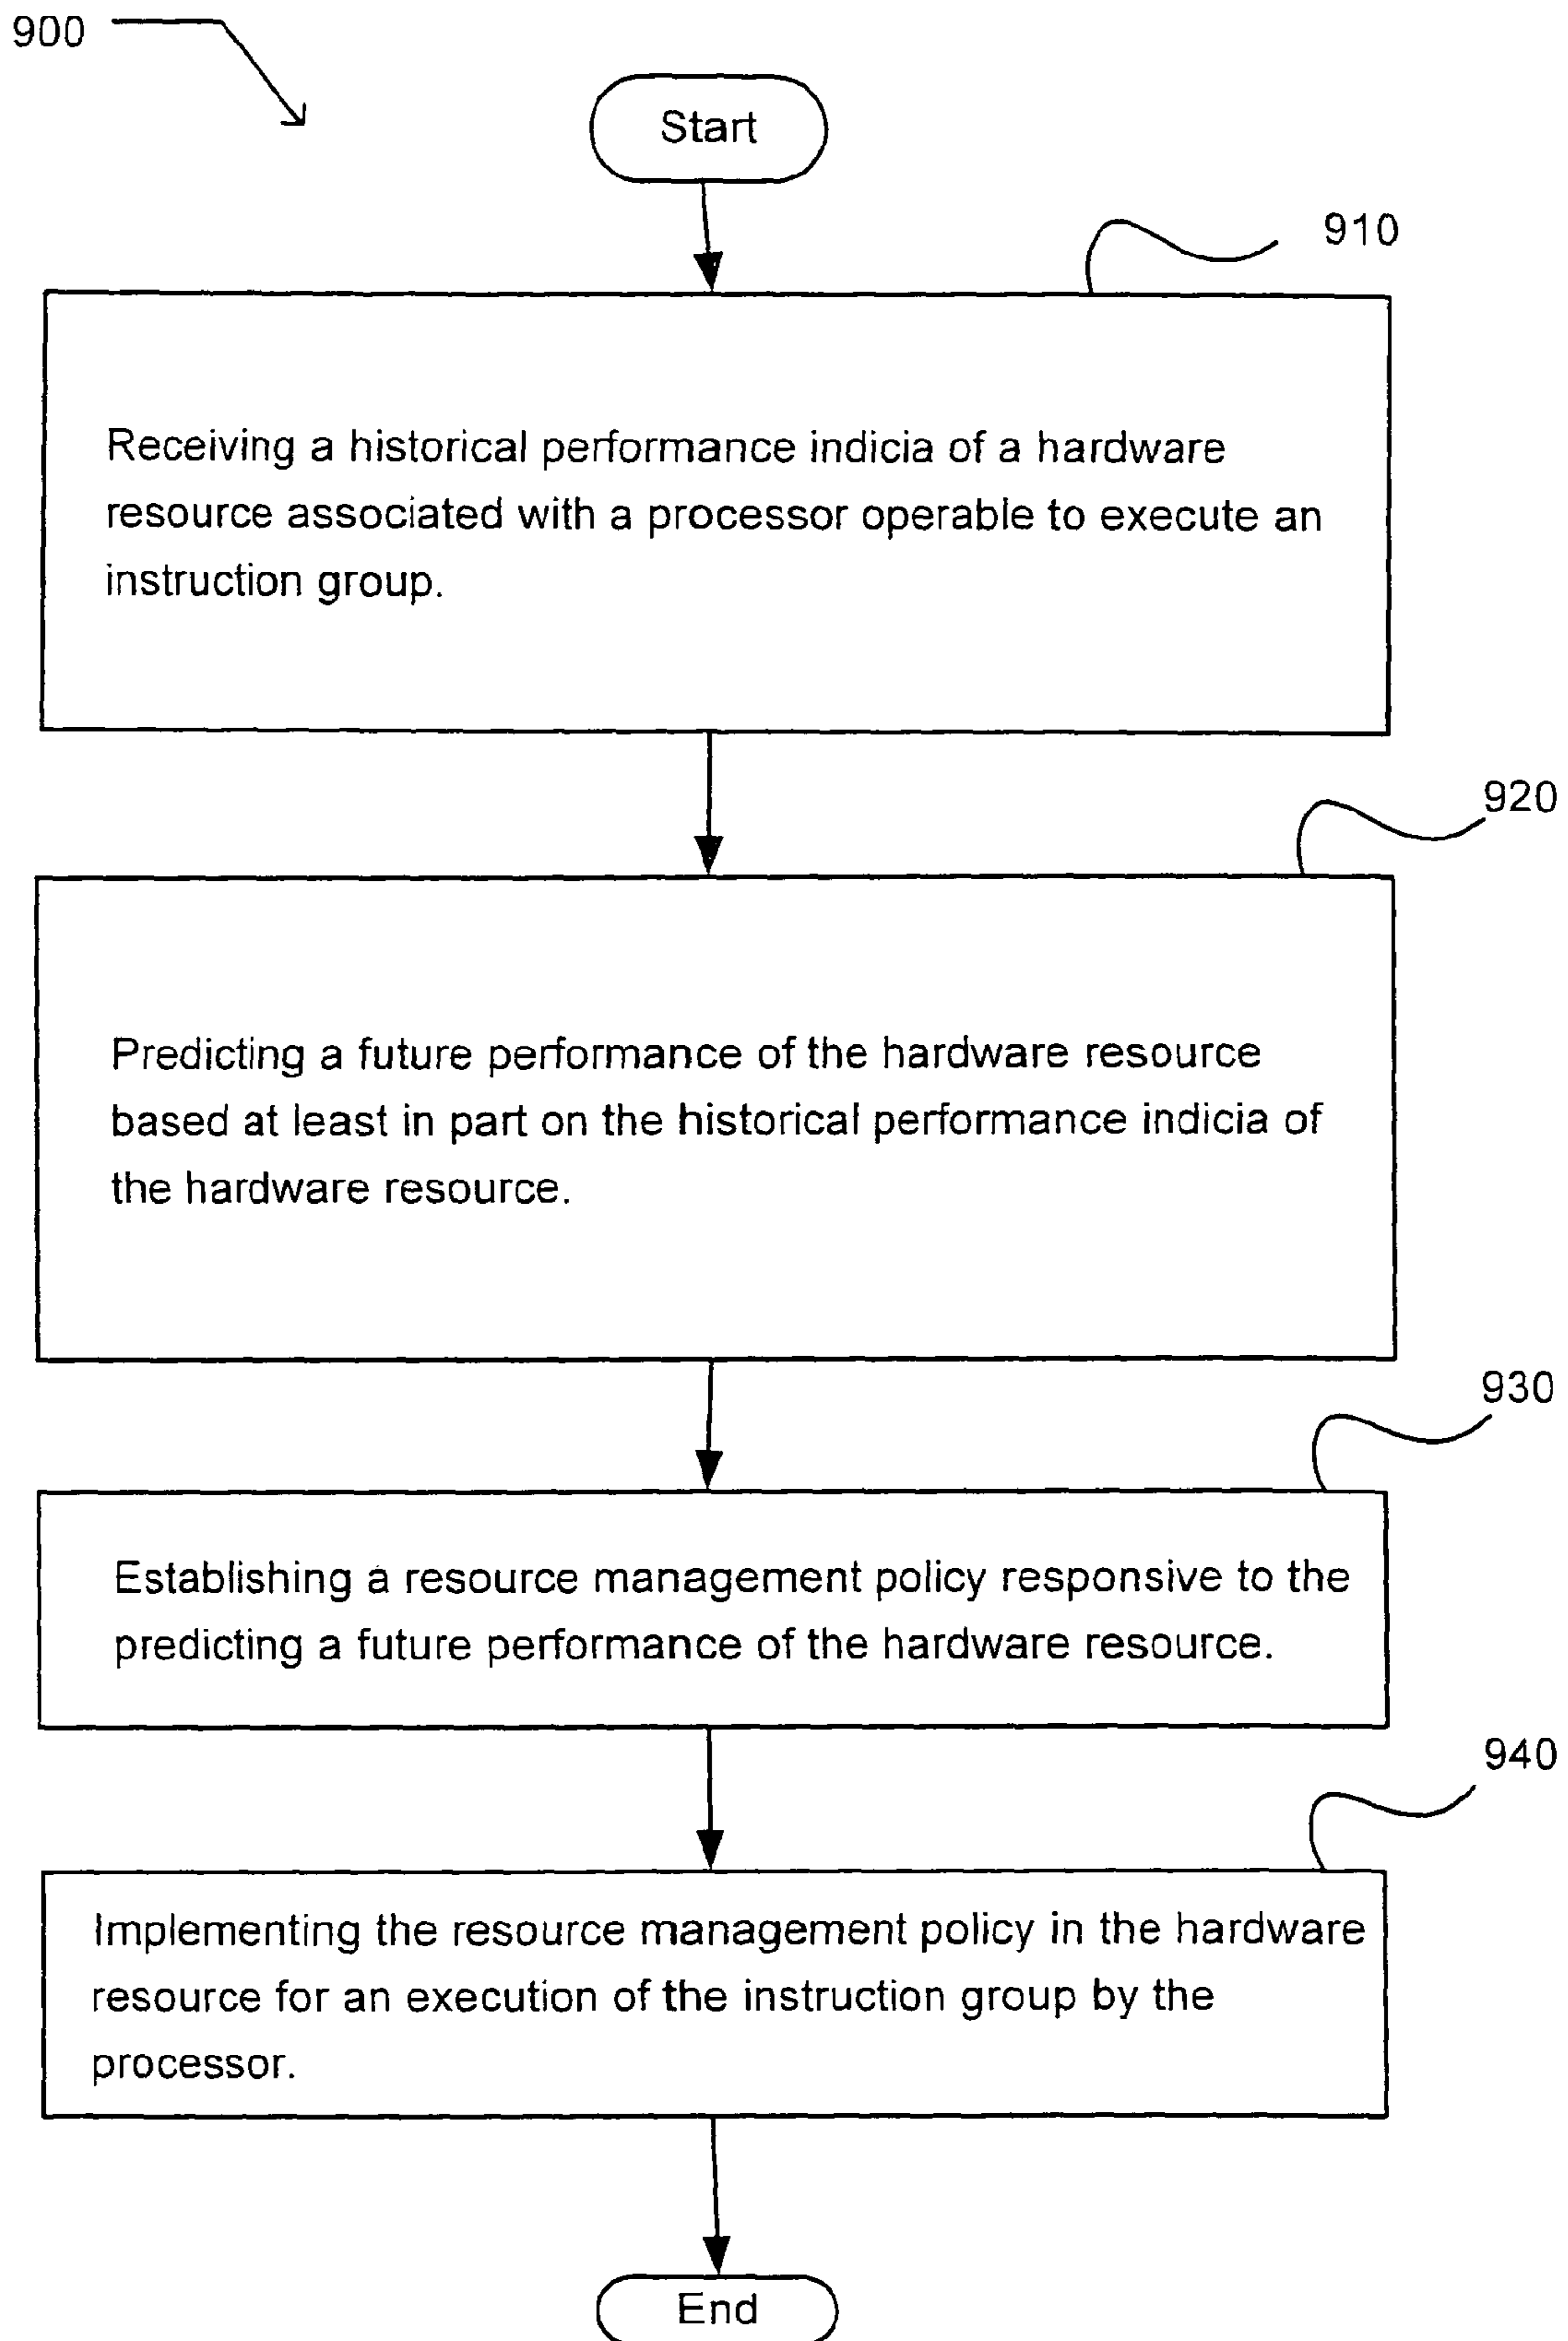 900
Start
910
Receiving a historical performance indicia of a hardware
resource associated with a processor operable to execute an
instruction group.
920
Predicting a future performance of the hardware resource
based at least in part on the historical performance indicia of
the hardware resource.
930
Establishing a resource management policy responsive to the
predicting a future performance of the hardware resource.
940
Implementing the resource management policy in the hardware
resource for an execution of the instruction group by the
processor.
End